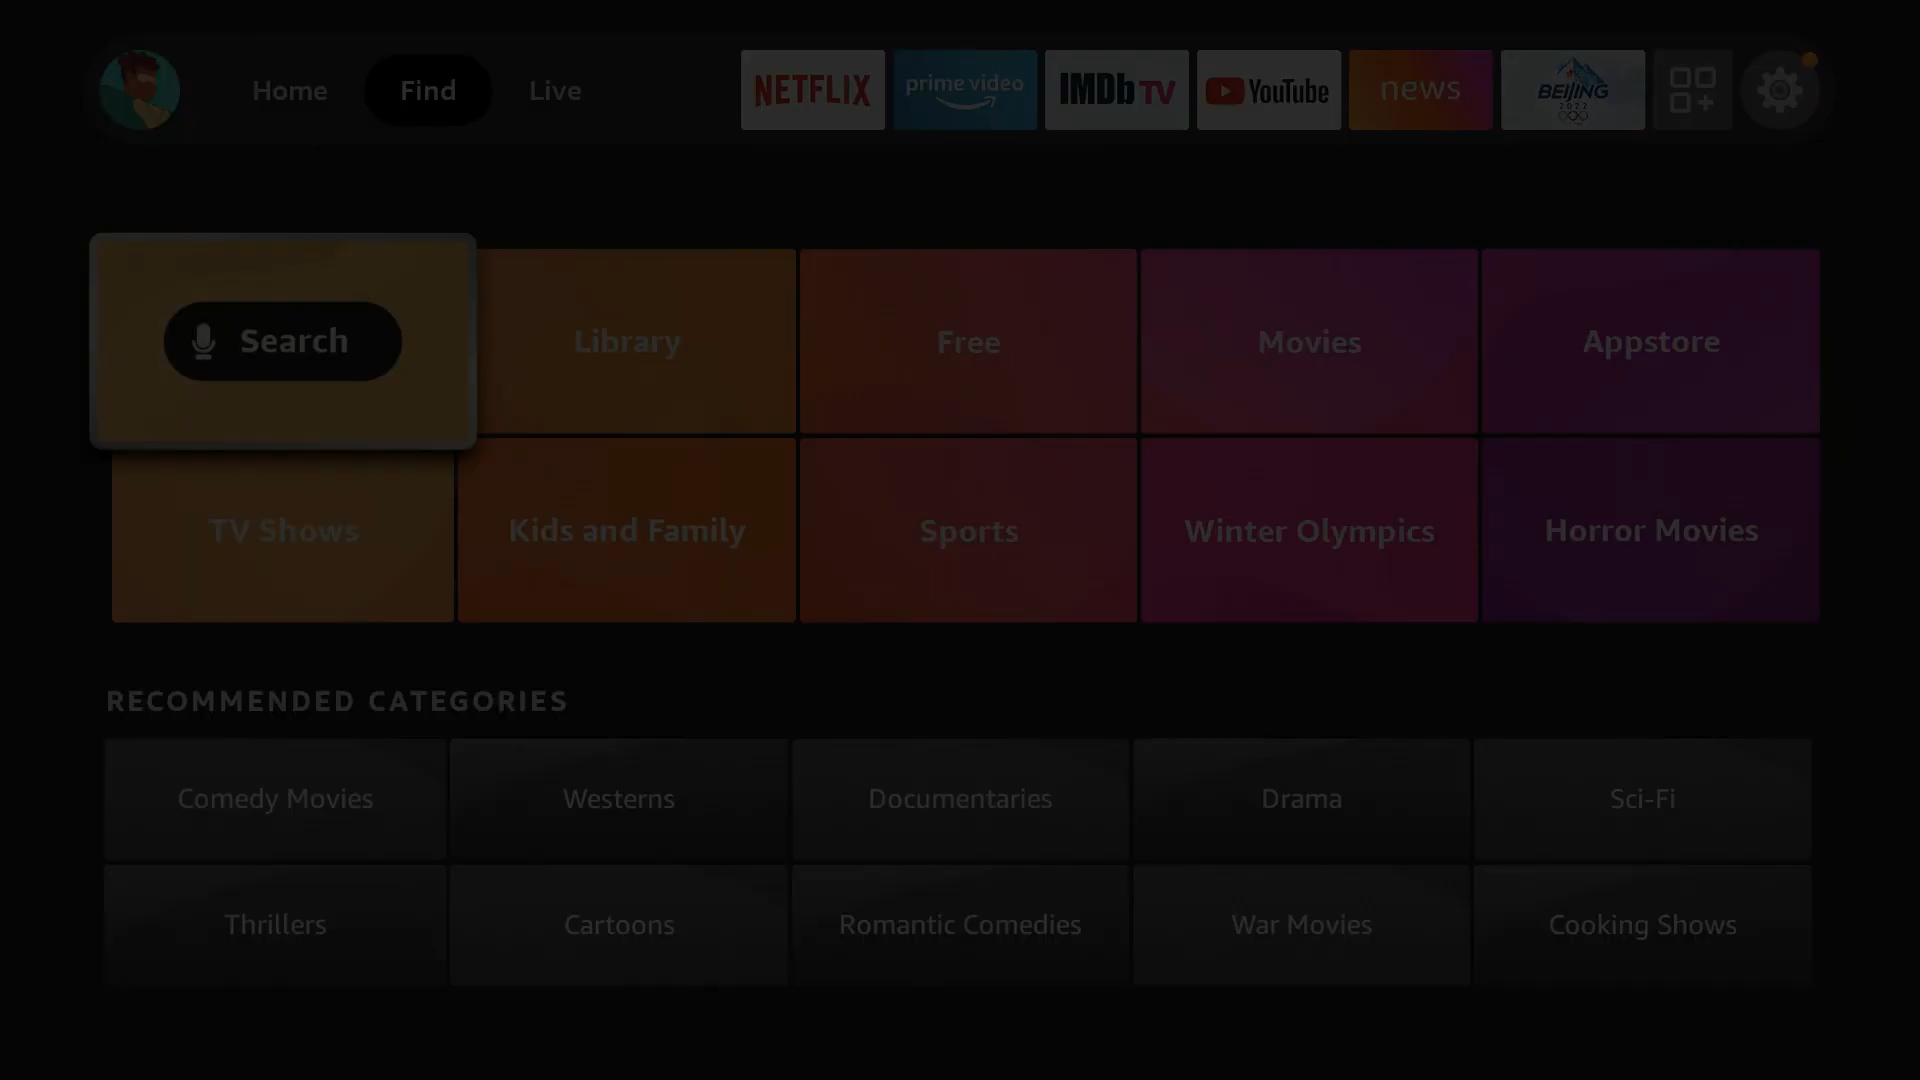 Home Find Live NETFLIX prime video IMDb TV YouTube news BEIJING 2022
Search Library Free Movies Appstore
TV Shows Kids and Family Sports Winter Olympics Horror Movies
RECOMMENDED CATEGORIES
Comedy Movies Westerns Documentaries Drama Sci-Fi
Thrillers Cartoons Romantic Comedies War Movies Cooking Shows